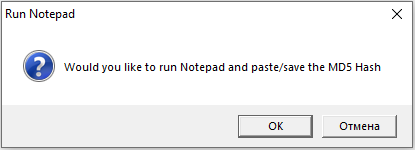 Run Notepad
Would you like to run Notepad and paste/save the MD5 Hash
OK Отмена